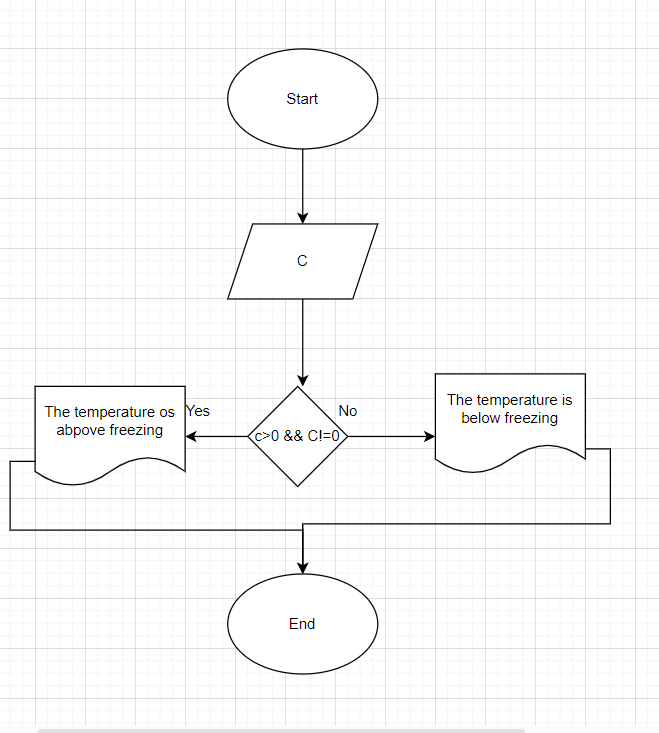 Start
C
The temperature os
abpove freezing
Yes
c>0 && C!=0
No
The temperature is
below freezing
End